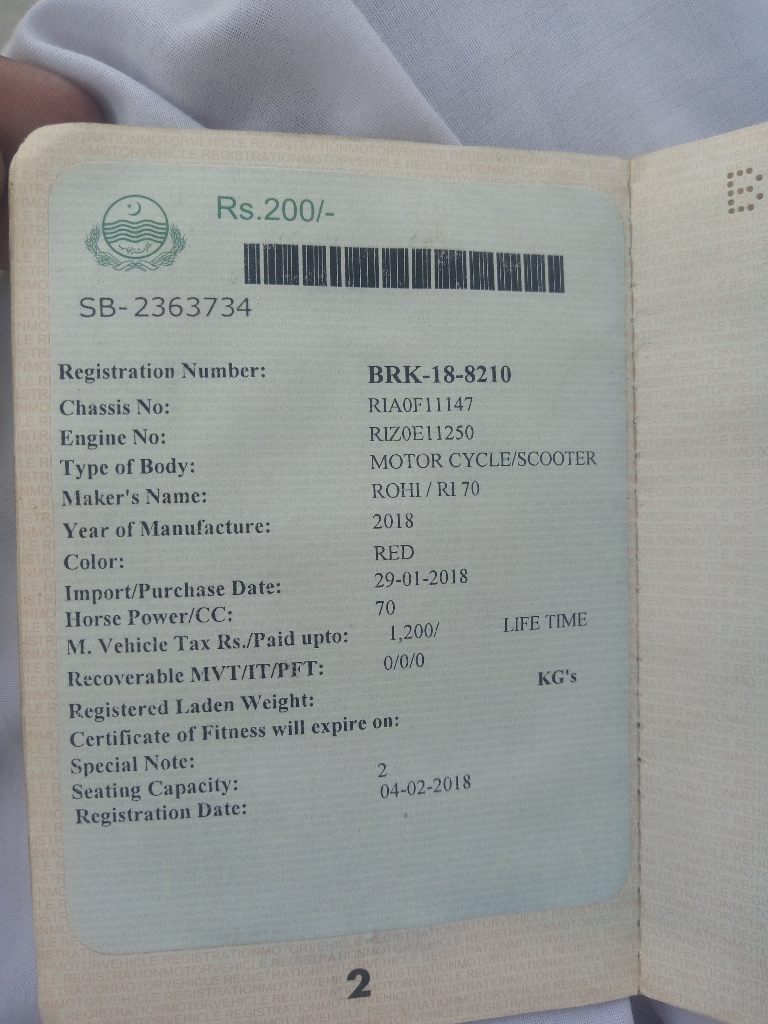 Rs.200/-
SB-2363734
Registration Number: BRK-18-8210
Chassis No: RIA0F11147
Engine No: RIZ0E11250
Type of Body: MOTOR CYCLE/SCOOTER
Maker's Name: ROHI / RI 70
Year of Manufacture: 2018
Color: RED
Import/Purchase Date: 29-01-2018
Horse Power/CC: 70
M. Vehicle Tax Rs./Paid upto: 1,200/ LIFE TIME
Recoverable MVT/IT/PFT: 0/0/0
Registered Laden Weight: KG's
Certificate of Fitness will expire on:
Special Note:
Seating Capacity: 2
Registration Date: 04-02-2018
2
B